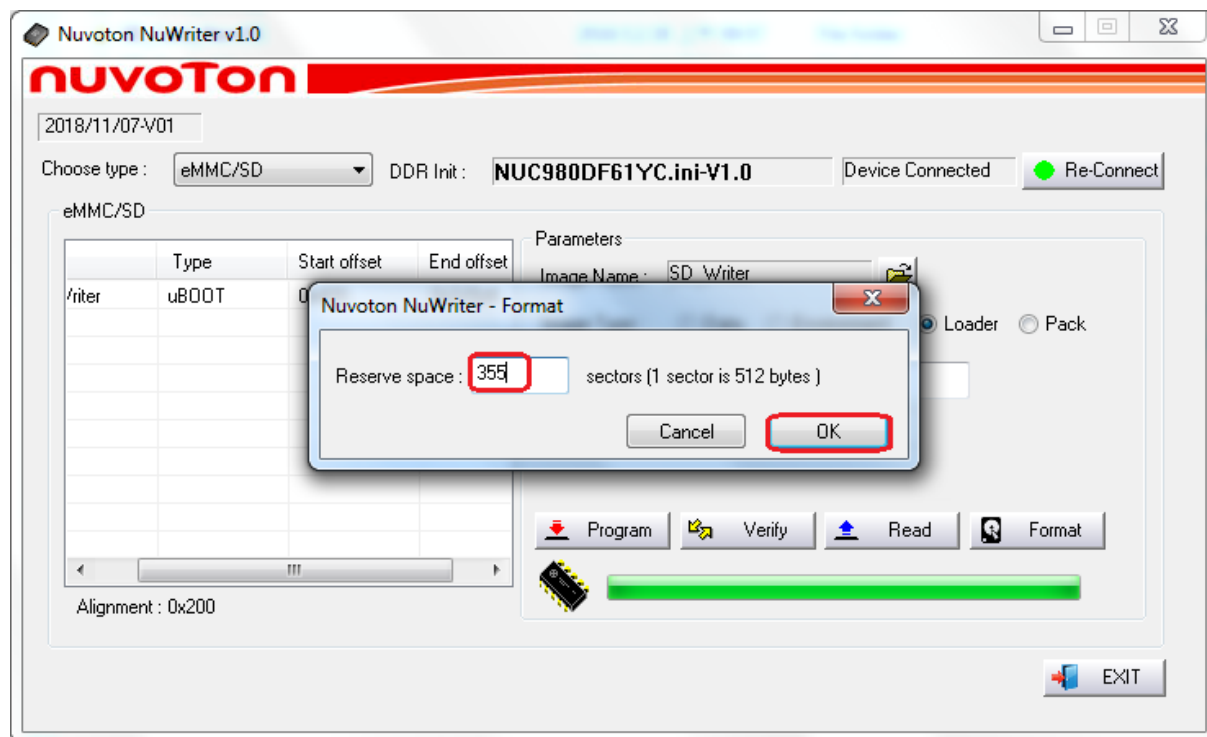 Nuvoton NuWriter v1.0
nuvoTon
2018/11/07-V01
Choose type : eMMC/SD DDR Init : NUC980DF61YC.ini-V1.0 Device Connected Re-Connect
eMMC/SD
Parameters
Type Start offset End offset
Image Name : SD_Writer
/riter uBOOT 0
Nuvoton NuWriter - Format
Loader Pack
Reserve space : 355 sectors (1 sector is 512 bytes )
Cancel OK
Program Verify Read Format
Alignment : 0x200
EXIT